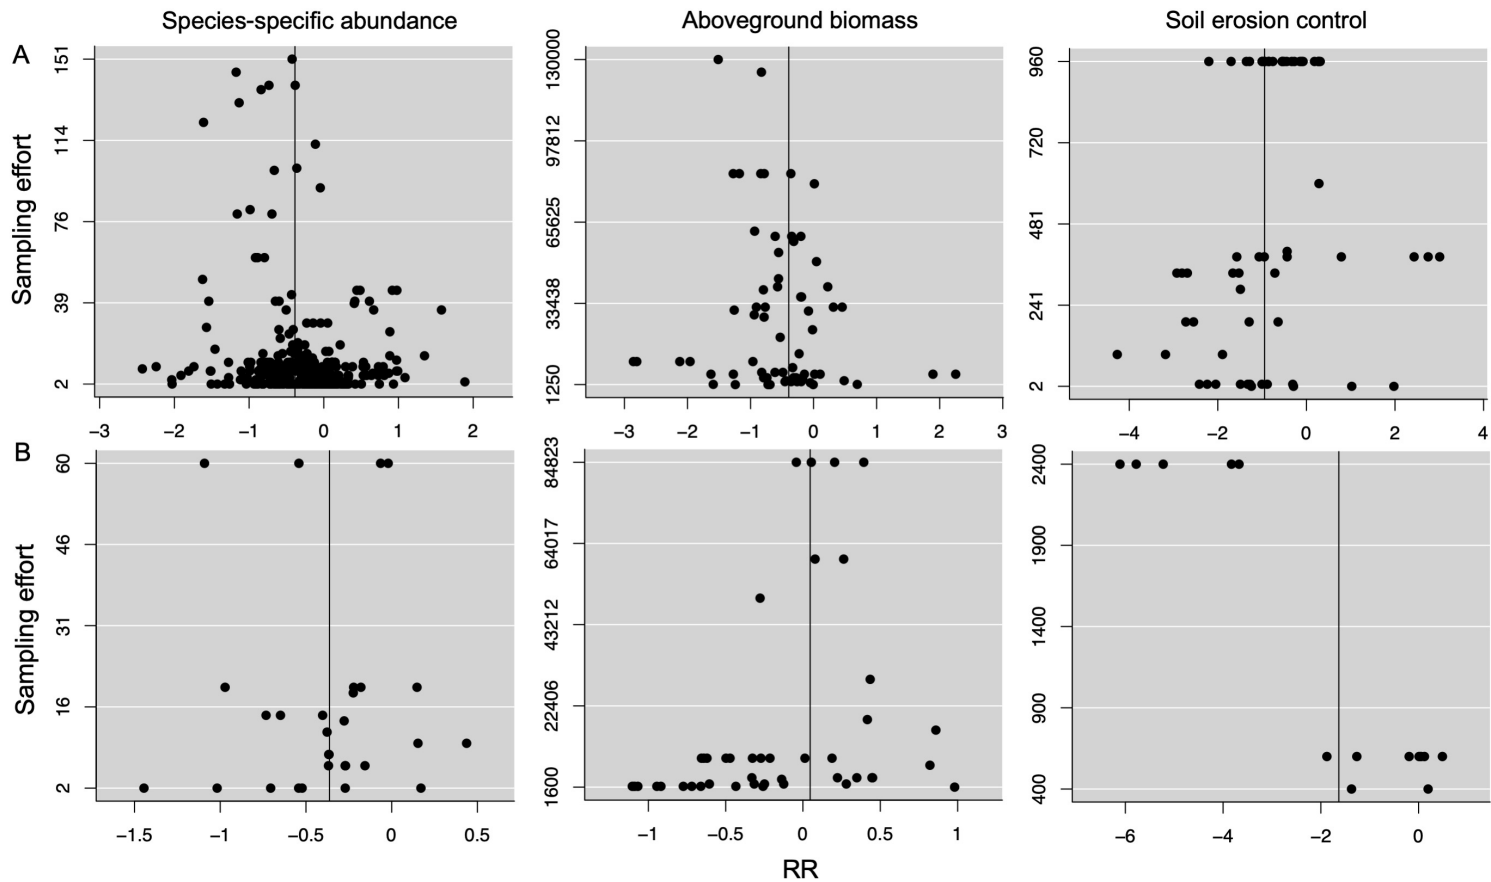 Species-specific abundance
Aboveground biomass
Soil erosion control
A
Sampling effort
151
114
76
39
2
−3 −2 −1 0 1 2
1300000
97812
65625
33438
1250
−3 −2 −1 0 1 2 3
960
720
481
241
2
−4 −2 0 2 4
B
Sampling effort
60
46
31
16
2
−1.5 −1 −0.5 0 0.5
84823
64017
43212
22406
1600
−1 −0.5 0 0.5 1
2400
1900
1400
900
400
−6 −4 −2 0
RR